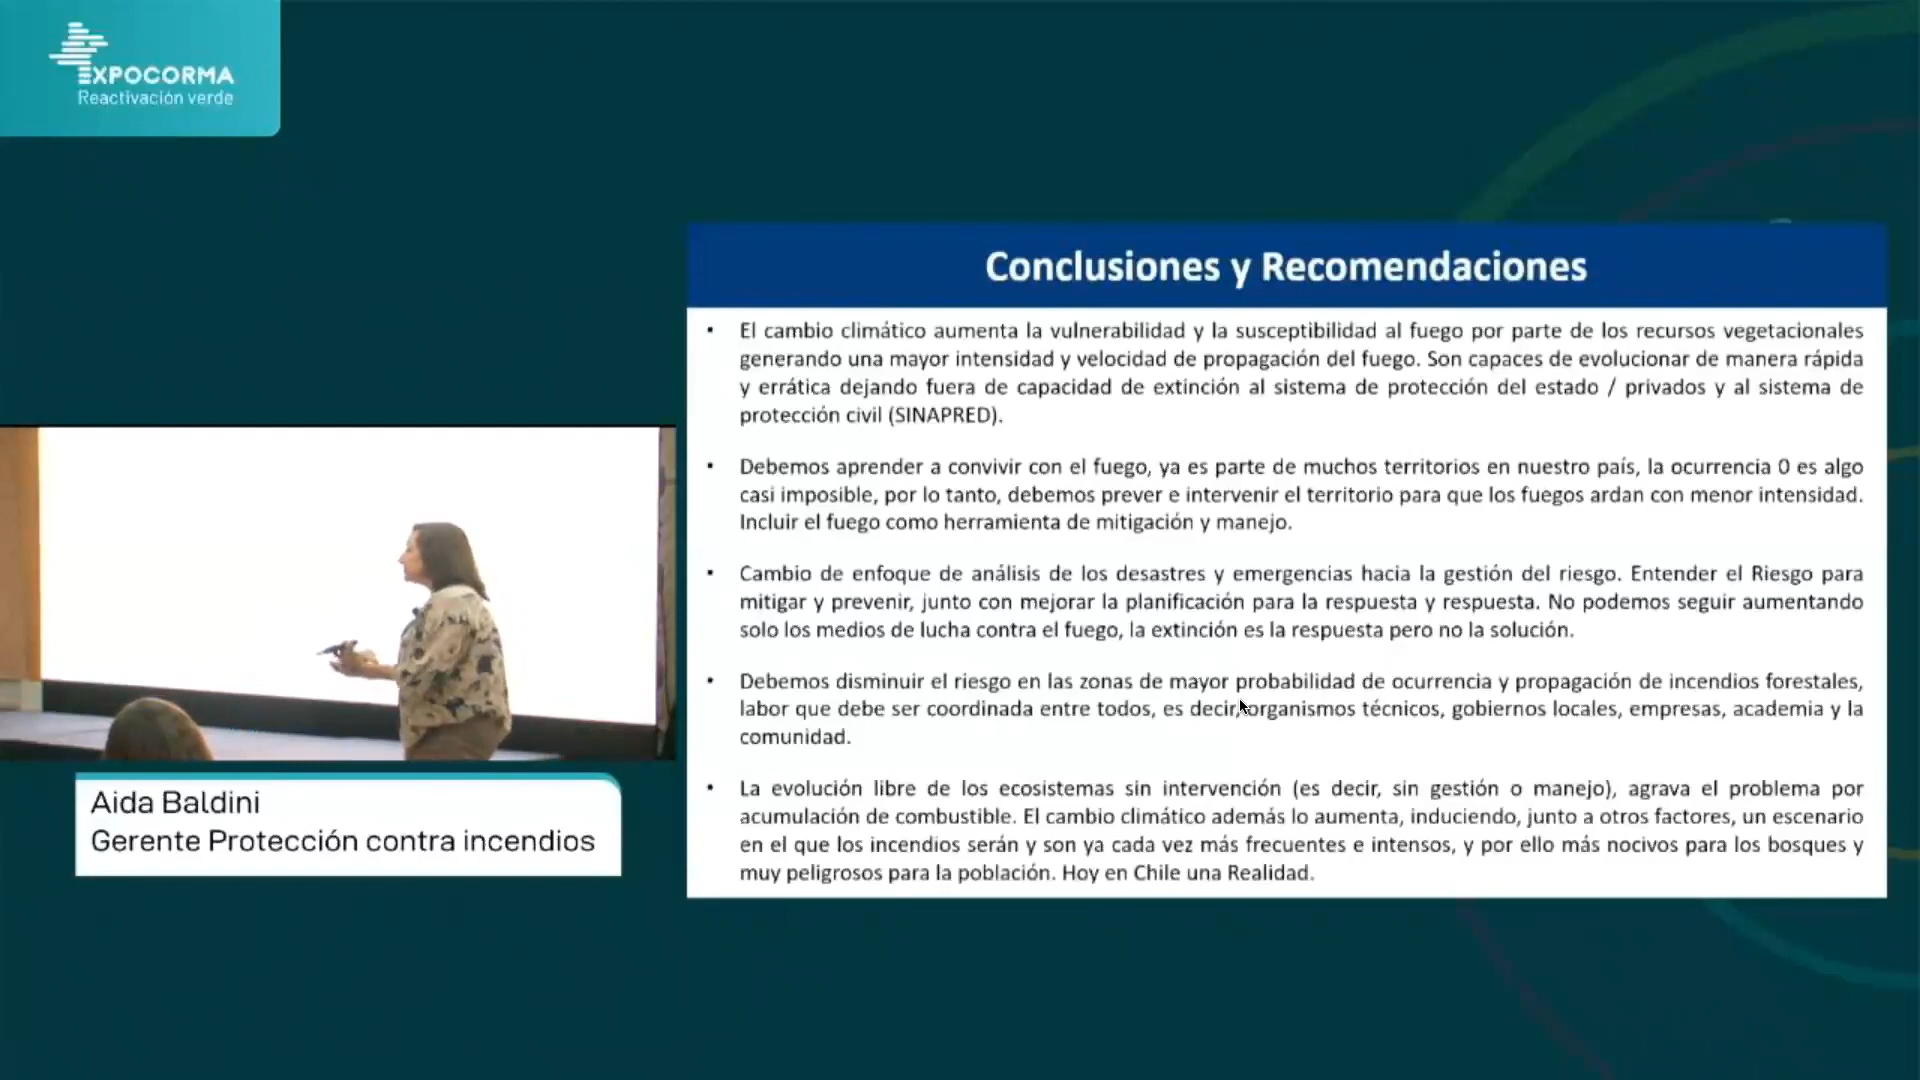 EXPOCORMA
Reactivación verde
Conclusiones y Recomendaciones
• El cambio climático aumenta la vulnerabilidad y la susceptibilidad al fuego por parte de los recursos vegetacionales
generando una mayor intensidad y velocidad de propagación del fuego. Son capaces de evolucionar de manera rápida
y errática dejando fuera de capacidad de extinción al sistema de protección del estado / privados y al sistema de
protección civil (SINAPRED).
• Debemos aprender a convivir con el fuego, ya es parte de muchos territorios en nuestro país, la ocurrencia 0 es algo
casi imposible, por lo tanto, debemos prever e intervenir el territorio para que los fuegos ardan con menor intensidad.
Incluir el fuego como herramienta de mitigación y manejo.
• Cambio de enfoque de análisis de los desastres y emergencias hacia la gestión del riesgo. Entender el Riesgo para
mitigar y prevenir, junto con mejorar la planificación para la respuesta y respuesta. No podemos seguir aumentando
solo los medios de lucha contra el fuego, la extinción es la respuesta pero no la solución.
• Debemos disminuir el riesgo en las zonas de mayor probabilidad de ocurrencia y propagación de incendios forestales,
labor que debe ser coordinada entre todos, es decir, organismos técnicos, gobiernos locales, empresas, academia y la
comunidad.
• La evolución libre de los ecosistemas sin intervención (es decir, sin gestión o manejo), agrava el problema por
acumulación de combustible. El cambio climático además lo aumenta, induciendo, junto a otros factores, un escenario
en el que los incendios serán y son ya cada vez más frecuentes e intensos, y por ello más nocivos para los bosques y
muy peligrosos para la población. Hoy en Chile una Realidad.
Aida Baldini
Gerente Protección contra incendios